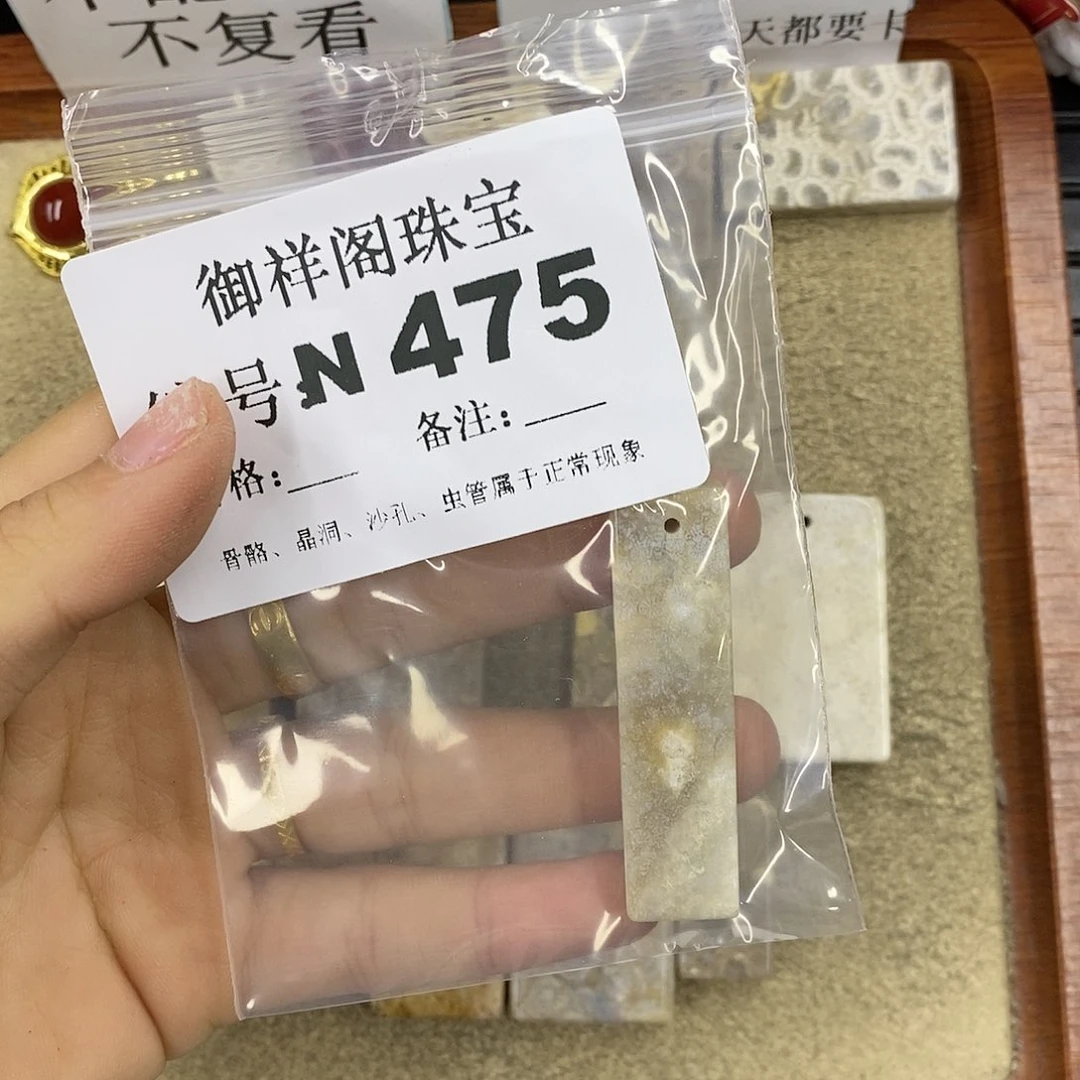 不复看
天都要卡
御祥阁珠宝
号:N 475
备注:
格:
骨骼、晶洞、沙孔、虫管属于正常现象